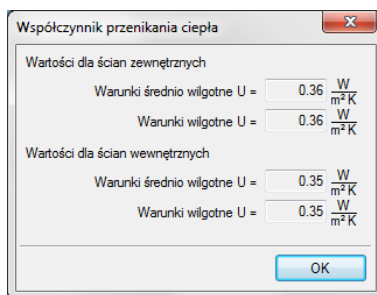 Współczynnik przenikania ciepła
Wartości dla ścian zewnętrznych
Warunki średnio wilgotne U = 0.36 W/m² K
Warunki wilgotne U = 0.36 W/m² K
Wartości dla ścian wewnętrznych
Warunki średnio wilgotne U = 0.35 W/m² K
Warunki wilgotne U = 0.35 W/m² K
OK